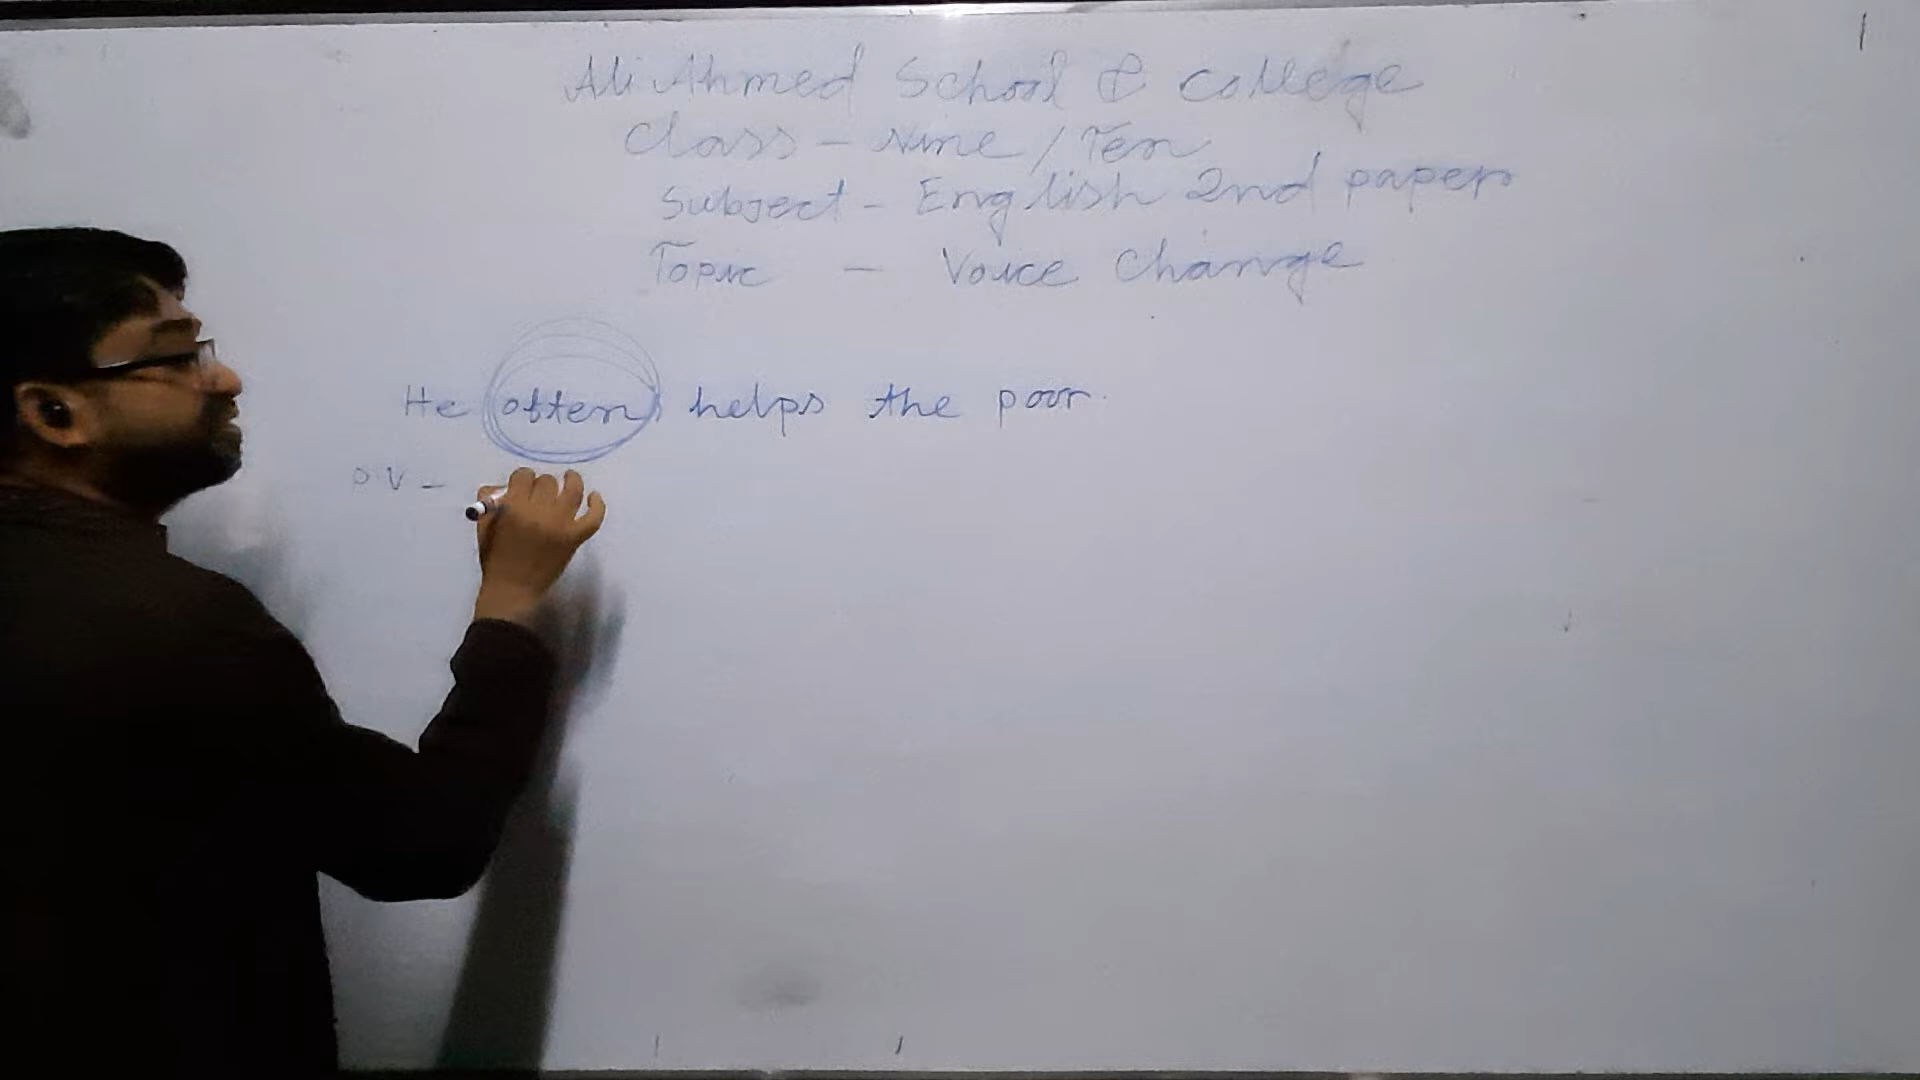 Ali Ahmed School & College
Class - Nine / Ten
Subject - English 2nd paper
Topic - Voice Change
He often helps the poor.
P.V -